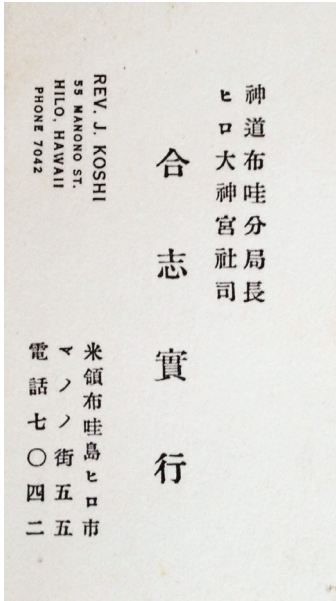 神道布哇分局長
ヒロ大神宮社司
合志實行
米領布哇島ヒロ市
マノノ街五五
電話七〇四二
REV. J. KOSHI
55 MANONO ST.
HILO, HAWAII
PHONE 7042